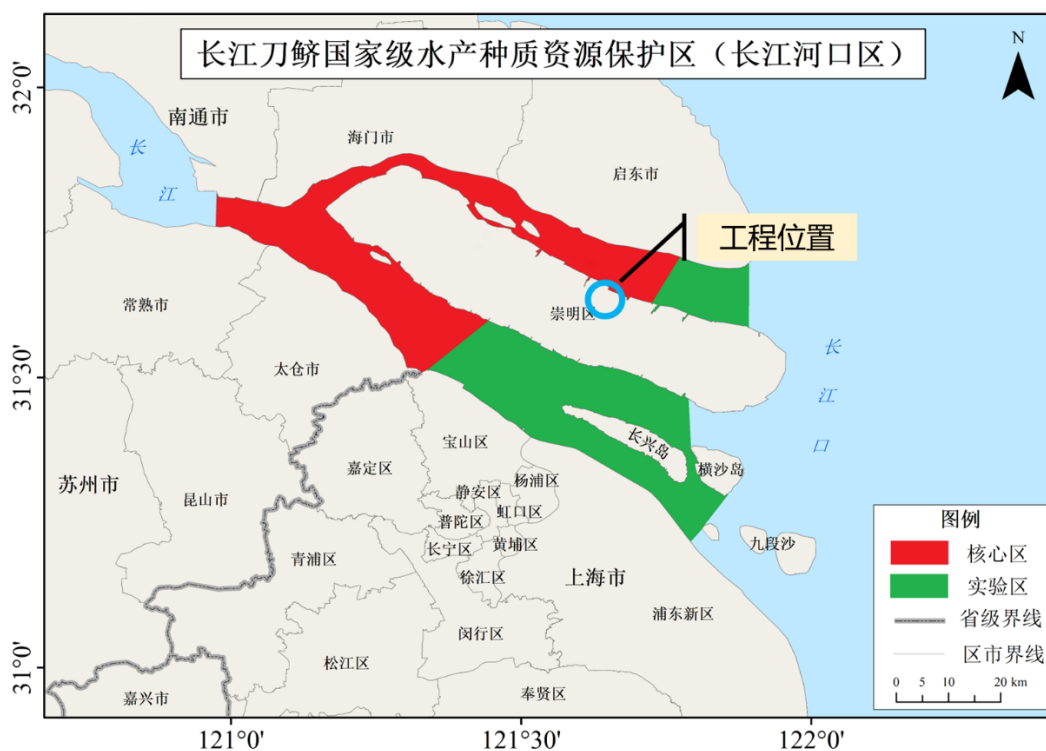 长江刀鲚国家级水产种质资源保护区（长江河口区）
N
32°0'
31°30'
31°0'
南通市
海门市
启东市
长
江
工程位置
常熟市
崇明区
太仓市
长
江
口
宝山区
长兴岛
横沙岛
嘉定区
苏州市
昆山市
杨浦区
静安区
虹口区
普陀区
长宁区
黄埔区
九段沙
青浦区
徐汇区
上海市
浦东新区
闵行区
松江区
奉贤区
嘉兴市
图例
核心区
实验区
省级界线
区市界线
0 5 10 20 km
121°0'
121°30'
122°0'